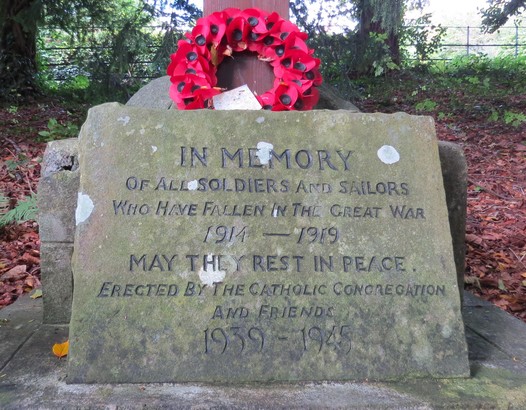 IN MEMORY
OF ALL SOLDIERS AND SAILORS
WHO HAVE FALLEN IN THE GREAT WAR
1914 — 1919
MAY THEY REST IN PEACE.
ERECTED BY THE CATHOLIC CONGREGATION
AND FRIENDS
1939 - 1945